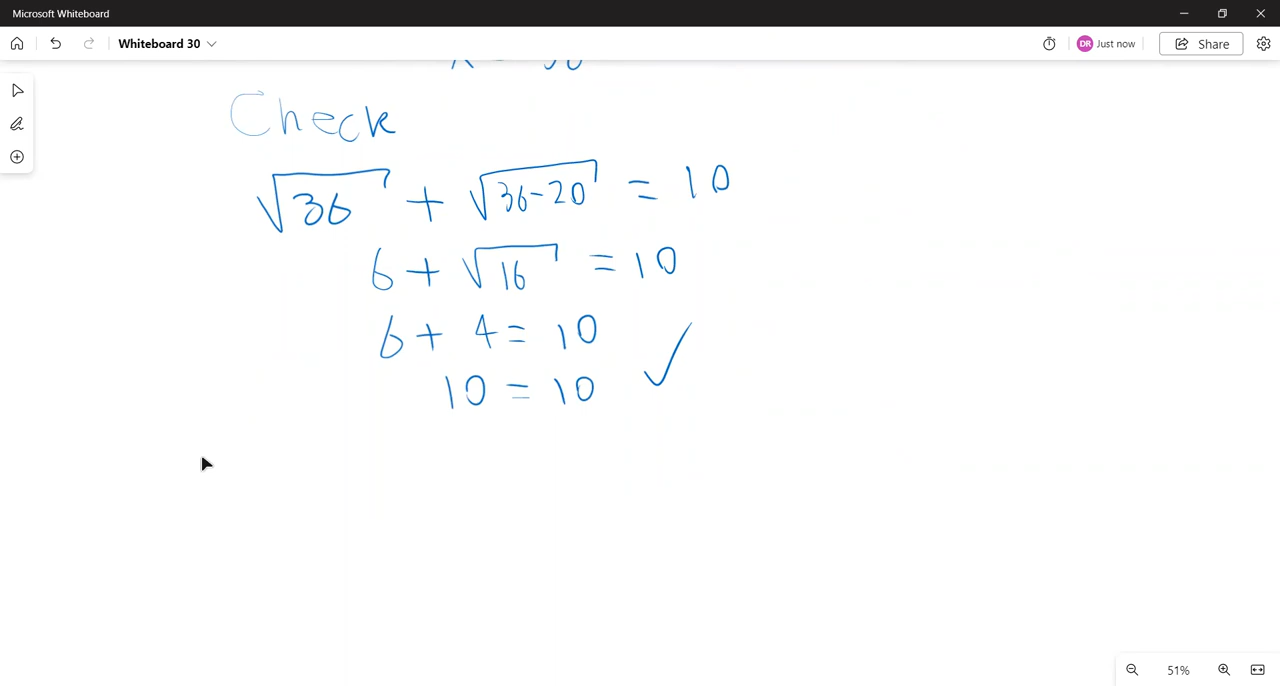 Microsoft Whiteboard
Whiteboard 30
DR Just now
Share
Check
√36 + √36-20 = 10
6 + √16 = 10
6 + 4 = 10
10 = 10 ✓
51%